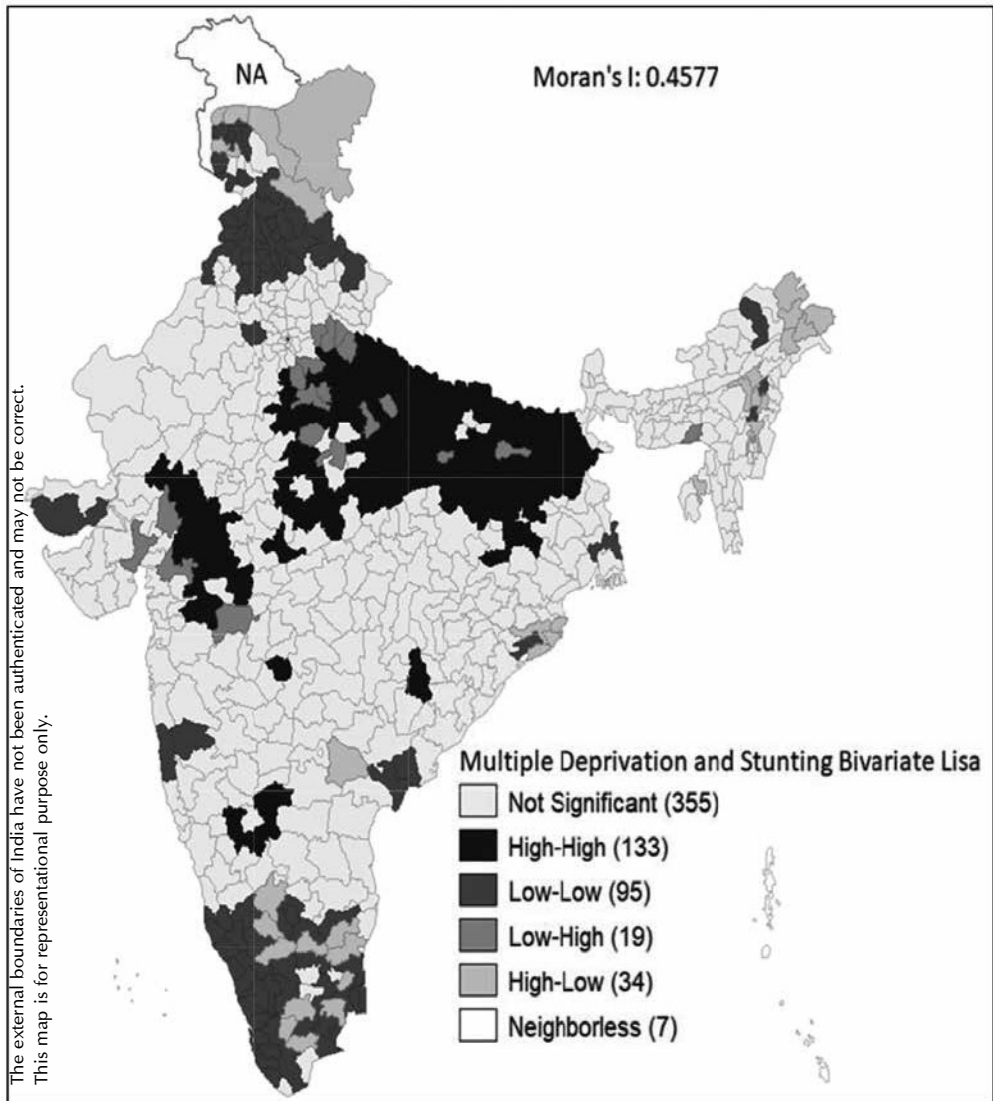 NA
Moran's I: 0.4577
Multiple Deprivation and Stunting Bivariate Lisa
Not Significant (355)
High-High (133)
Low-Low (95)
Low-High (19)
High-Low (34)
Neighborless (7)
The external boundaries of India have not been authenticated and may not be correct.
This map is for representational purpose only.